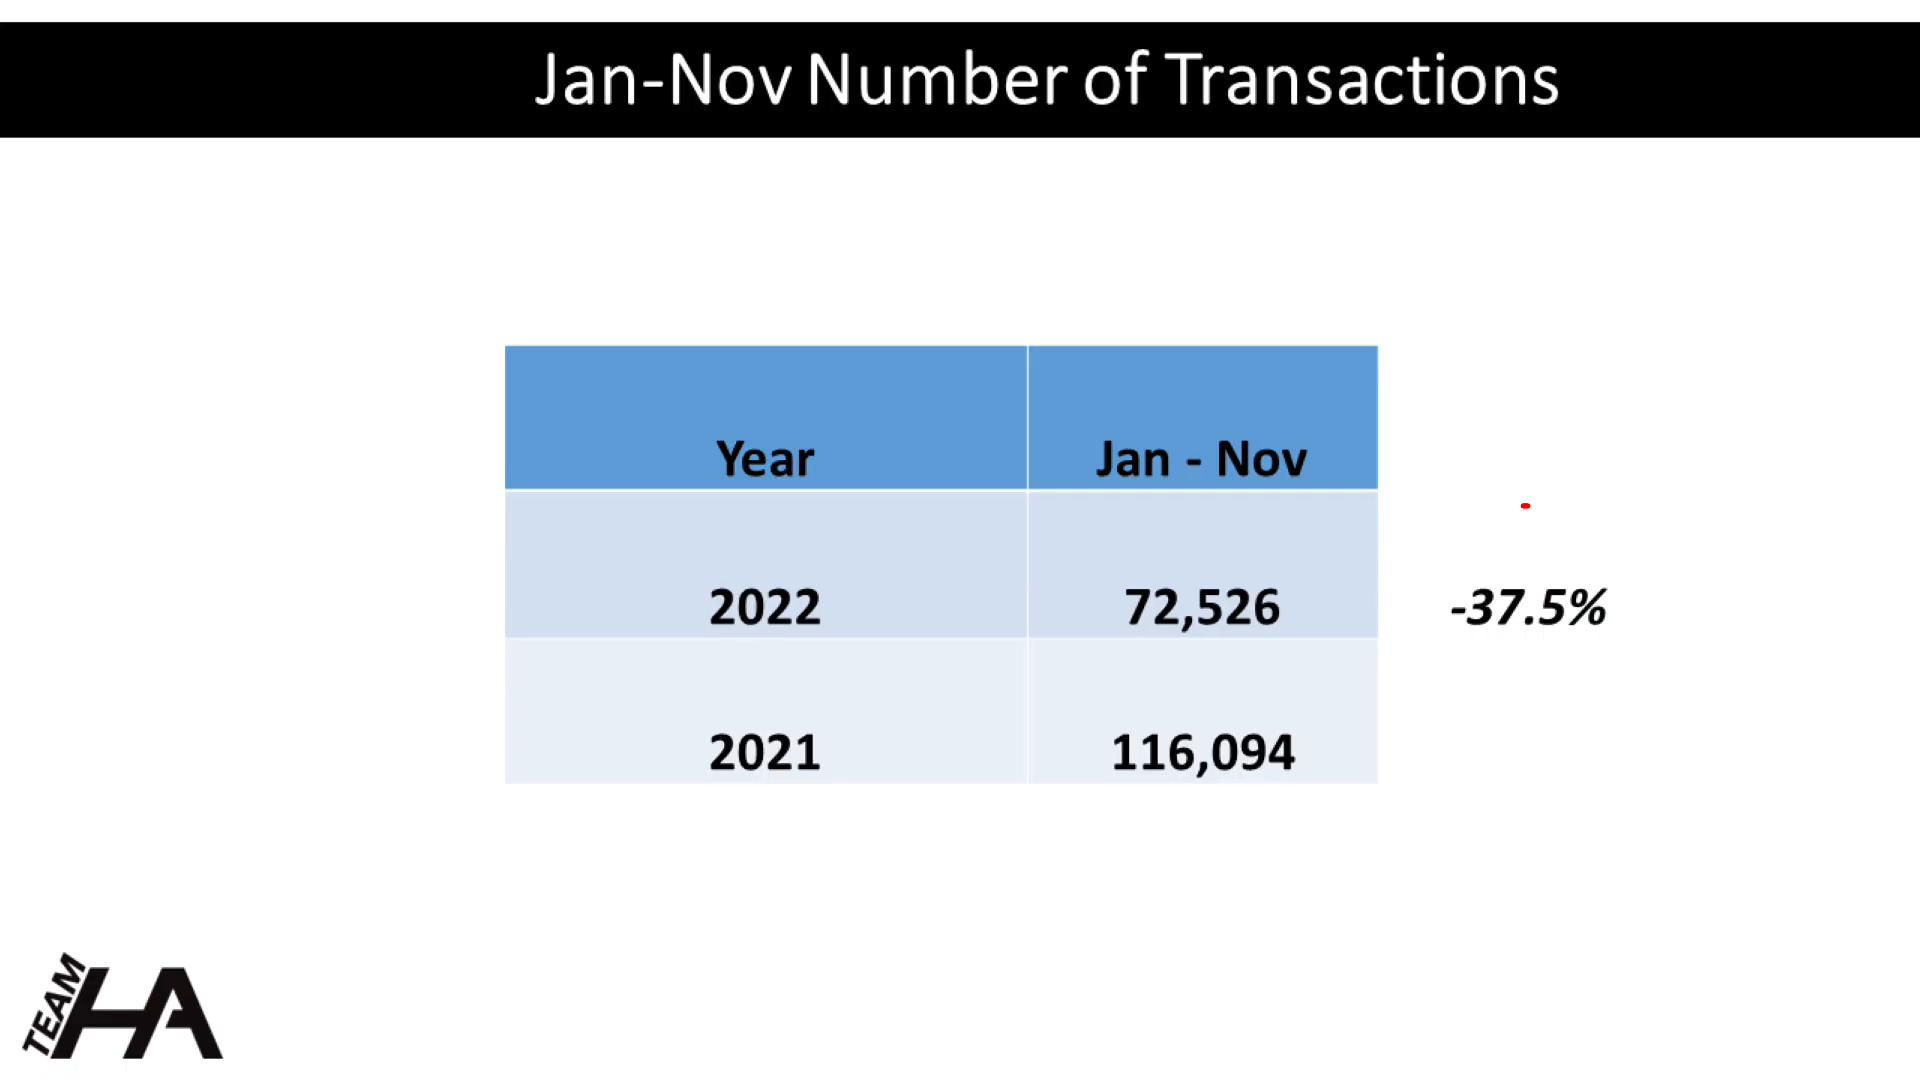 Jan-Nov Number of Transactions
Year Jan - Nov
2022 72,526 -37.5%
2021 116,094
TEAM HA